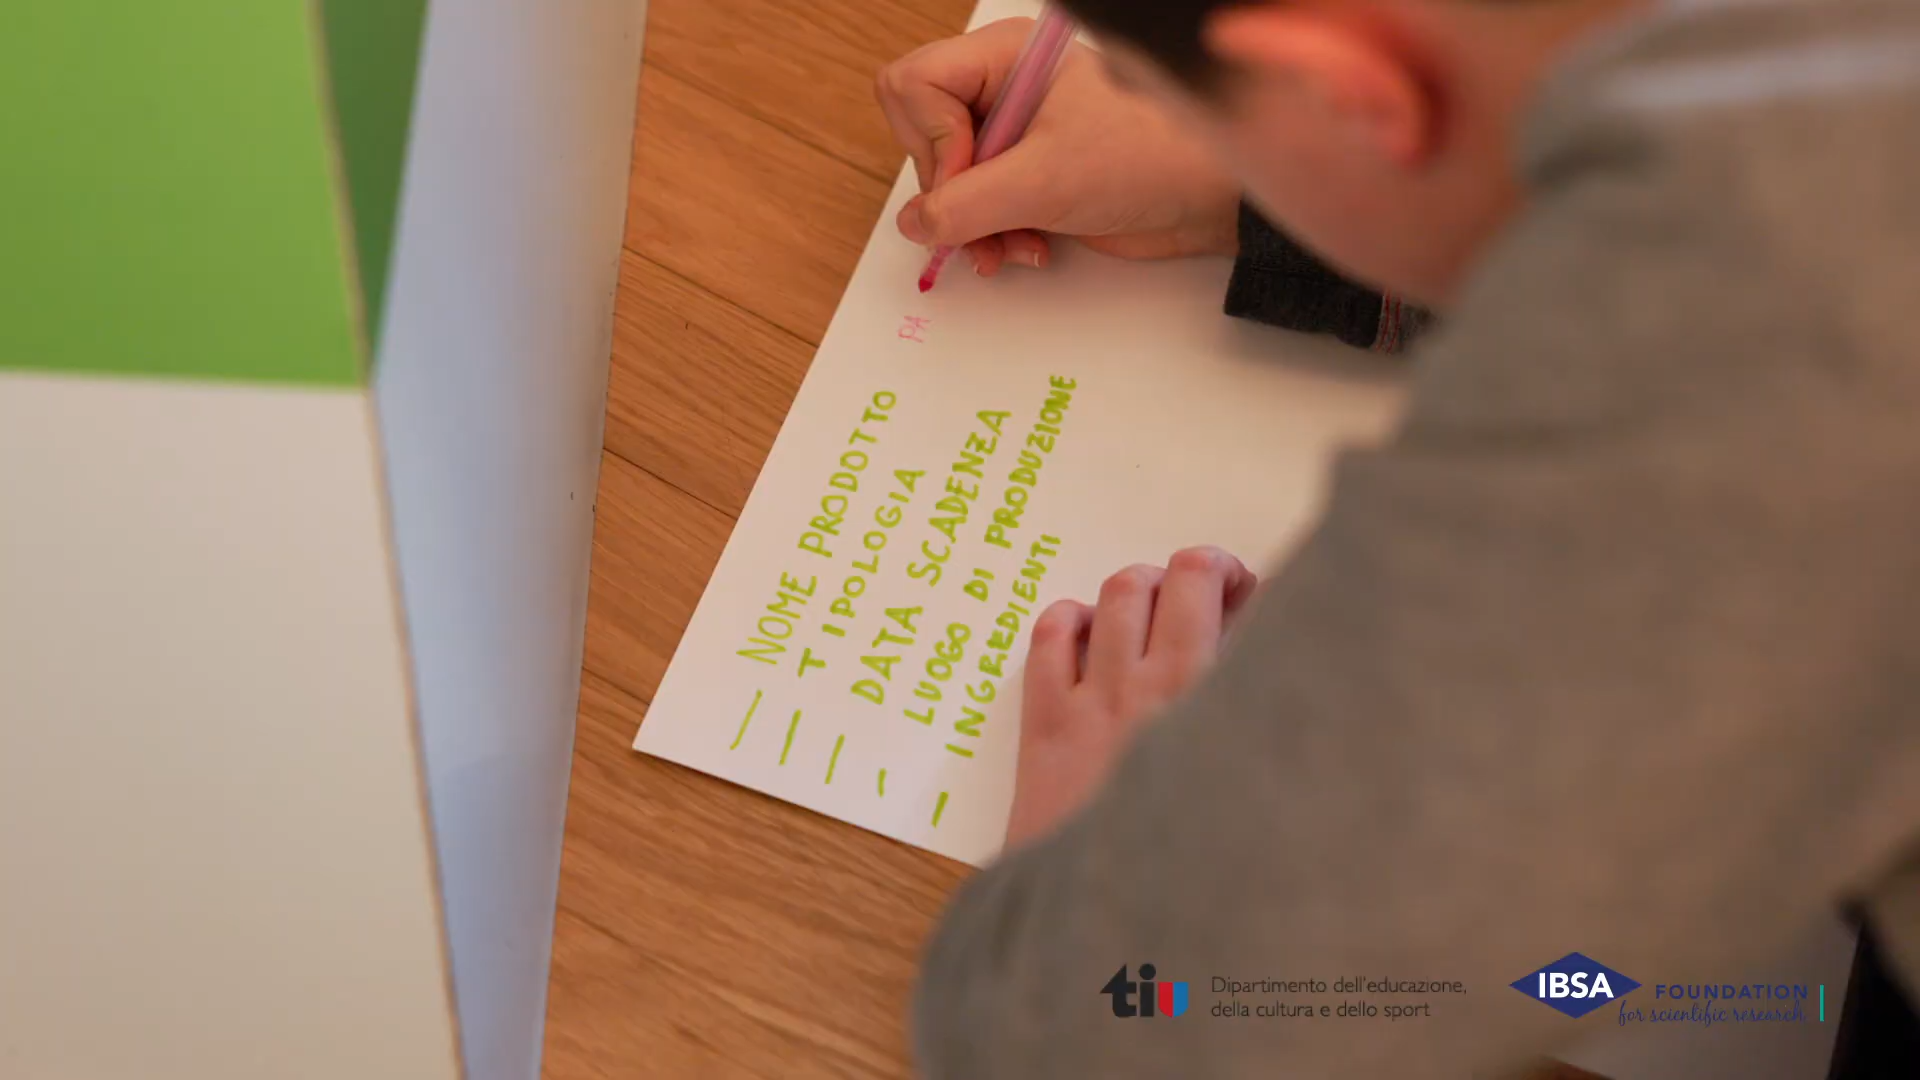 — NOME PRODOTTO
— TIPOLOGIA
— DATA SCADENZA
- LUOGO DI PRODUZIONE
- INGREDIENTI
PA
tiu
Dipartimento dell'educazione,
della cultura e dello sport
IBSA FOUNDATION
for scientific research